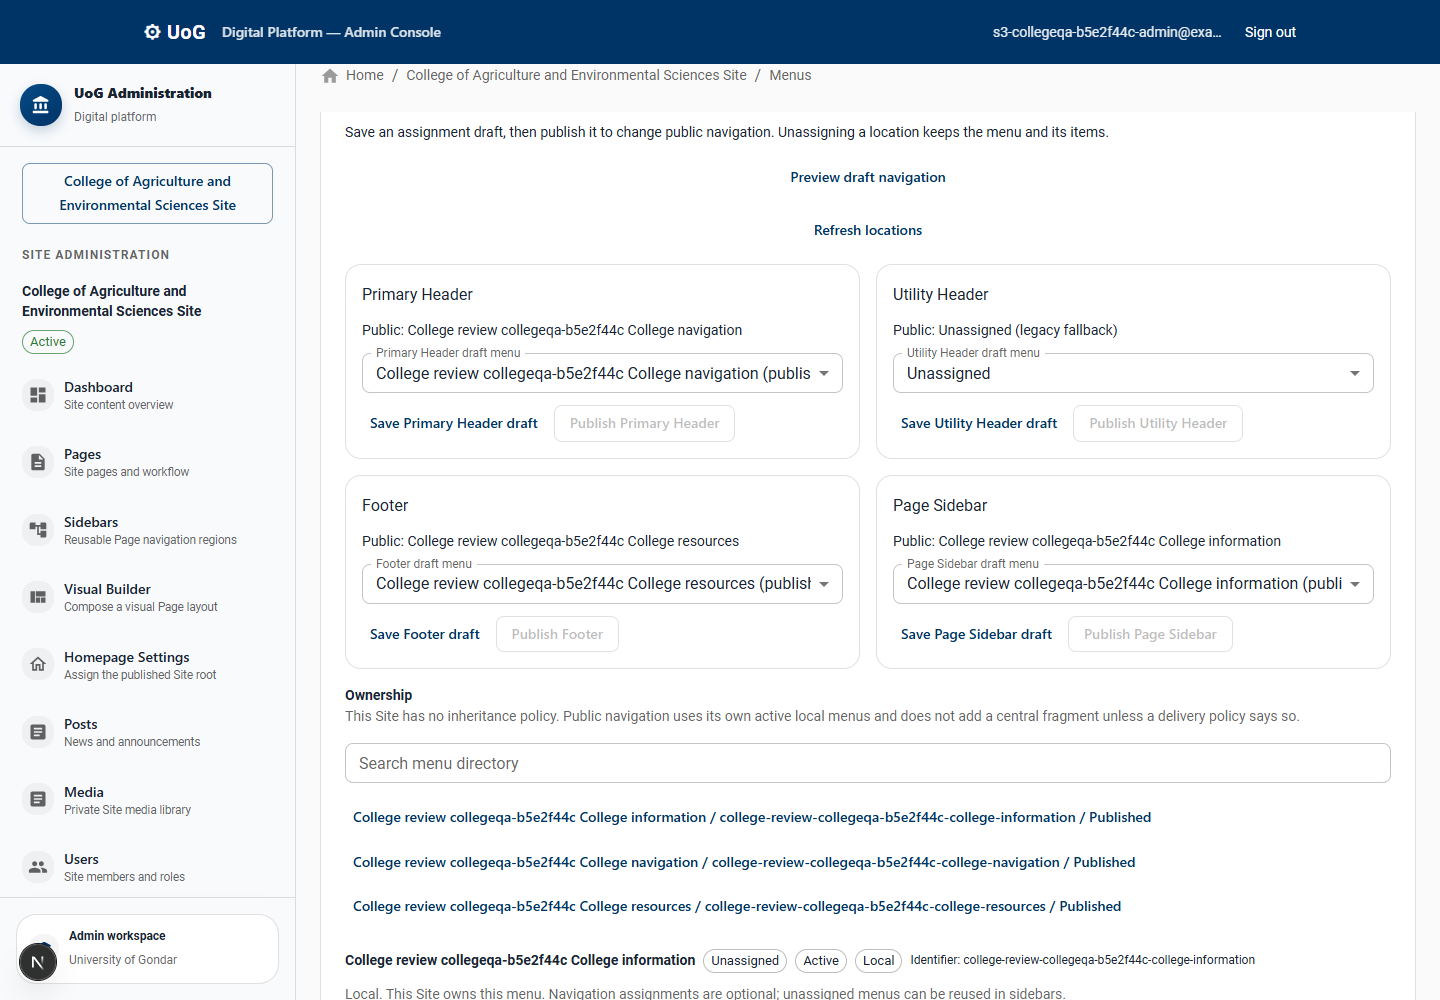 UoG
Digital Platform — Admin Console
s3-collegeqa-b5e2f44c-admin@exa...
Sign out
UoG Administration
Digital platform
College of Agriculture and
Environmental Sciences Site
SITE ADMINISTRATION
College of Agriculture and
Environmental Sciences Site
Active
Dashboard
Site content overview
Pages
Site pages and workflow
Sidebars
Reusable Page navigation regions
Visual Builder
Compose a visual Page layout
Homepage Settings
Assign the published Site root
Posts
News and announcements
Media
Private Site media library
Users
Site members and roles
Admin workspace
University of Gondar
N
Home / College of Agriculture and Environmental Sciences Site / Menus
Save an assignment draft, then publish it to change public navigation. Unassigning a location keeps the menu and its items.
Preview draft navigation
Refresh locations
Primary Header
Public: College review collegeqa-b5e2f44c College navigation
Primary Header draft menu
College review collegeqa-b5e2f44c College navigation (publis
Save Primary Header draft
Publish Primary Header
Utility Header
Public: Unassigned (legacy fallback)
Utility Header draft menu
Unassigned
Save Utility Header draft
Publish Utility Header
Footer
Public: College review collegeqa-b5e2f44c College resources
Footer draft menu
College review collegeqa-b5e2f44c College resources (publish
Save Footer draft
Publish Footer
Page Sidebar
Public: College review collegeqa-b5e2f44c College information
Page Sidebar draft menu
College review collegeqa-b5e2f44c College information (publi
Save Page Sidebar draft
Publish Page Sidebar
Ownership
This Site has no inheritance policy. Public navigation uses its own active local menus and does not add a central fragment unless a delivery policy says so.
Search menu directory
College review collegeqa-b5e2f44c College information / college-review-collegeqa-b5e2f44c-college-information / Published
College review collegeqa-b5e2f44c College navigation / college-review-collegeqa-b5e2f44c-college-navigation / Published
College review collegeqa-b5e2f44c College resources / college-review-collegeqa-b5e2f44c-college-resources / Published
College review collegeqa-b5e2f44c College information Unassigned Active Local Identifier: college-review-collegeqa-b5e2f44c-college-information
Local. This Site owns this menu. Navigation assignments are optional; unassigned menus can be reused in sidebars.